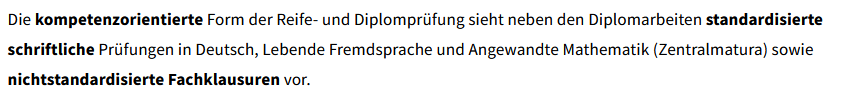 Die kompetenzorientierte Form der Reife- und Diplomprüfung sieht neben den Diplomarbeiten standardisierte
schriftliche Prüfungen in Deutsch, Lebende Fremdsprache und Angewandte Mathematik (Zentralmatura) sowie
nichtstandardisierte Fachklausuren vor.